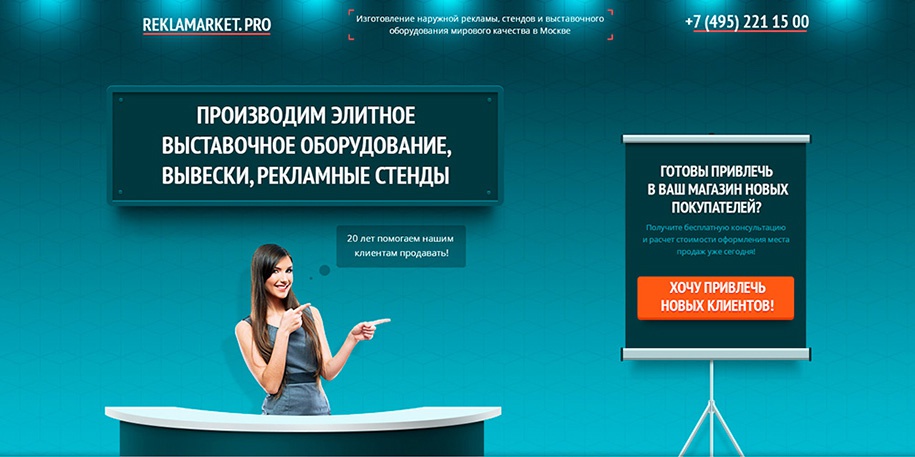 REKLAMARKET.PRO
Изготовление наружной рекламы, стендов и выставочного
оборудования мирового качества в Москве
+7 (495) 221 15 00
ПРОИЗВОДИМ ЭЛИТНОЕ
ВЫСТАВОЧНОЕ ОБОРУДОВАНИЕ,
ВЫВЕСКИ, РЕКЛАМНЫЕ СТЕНДЫ
20 лет помогаем нашим
клиентам продавать!
ГОТОВЫ ПРИВЛЕЧЬ
В ВАШ МАГАЗИН НОВЫХ
ПОКУПАТЕЛЕЙ?
Получите бесплатную консультацию
и расчет стоимости оформления места
продаж уже сегодня!
ХОЧУ ПРИВЛЕЧЬ
НОВЫХ КЛИЕНТОВ!